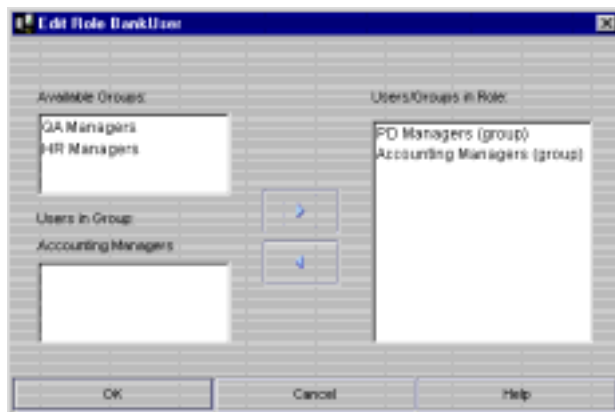 Edit Role BankUser
Available Groups:
QA Managers
HR Managers
Users in Group:
Accounting Managers
Users/Groups in Role:
PD Managers (group)
Accounting Managers (group)
OK
Cancel
Help